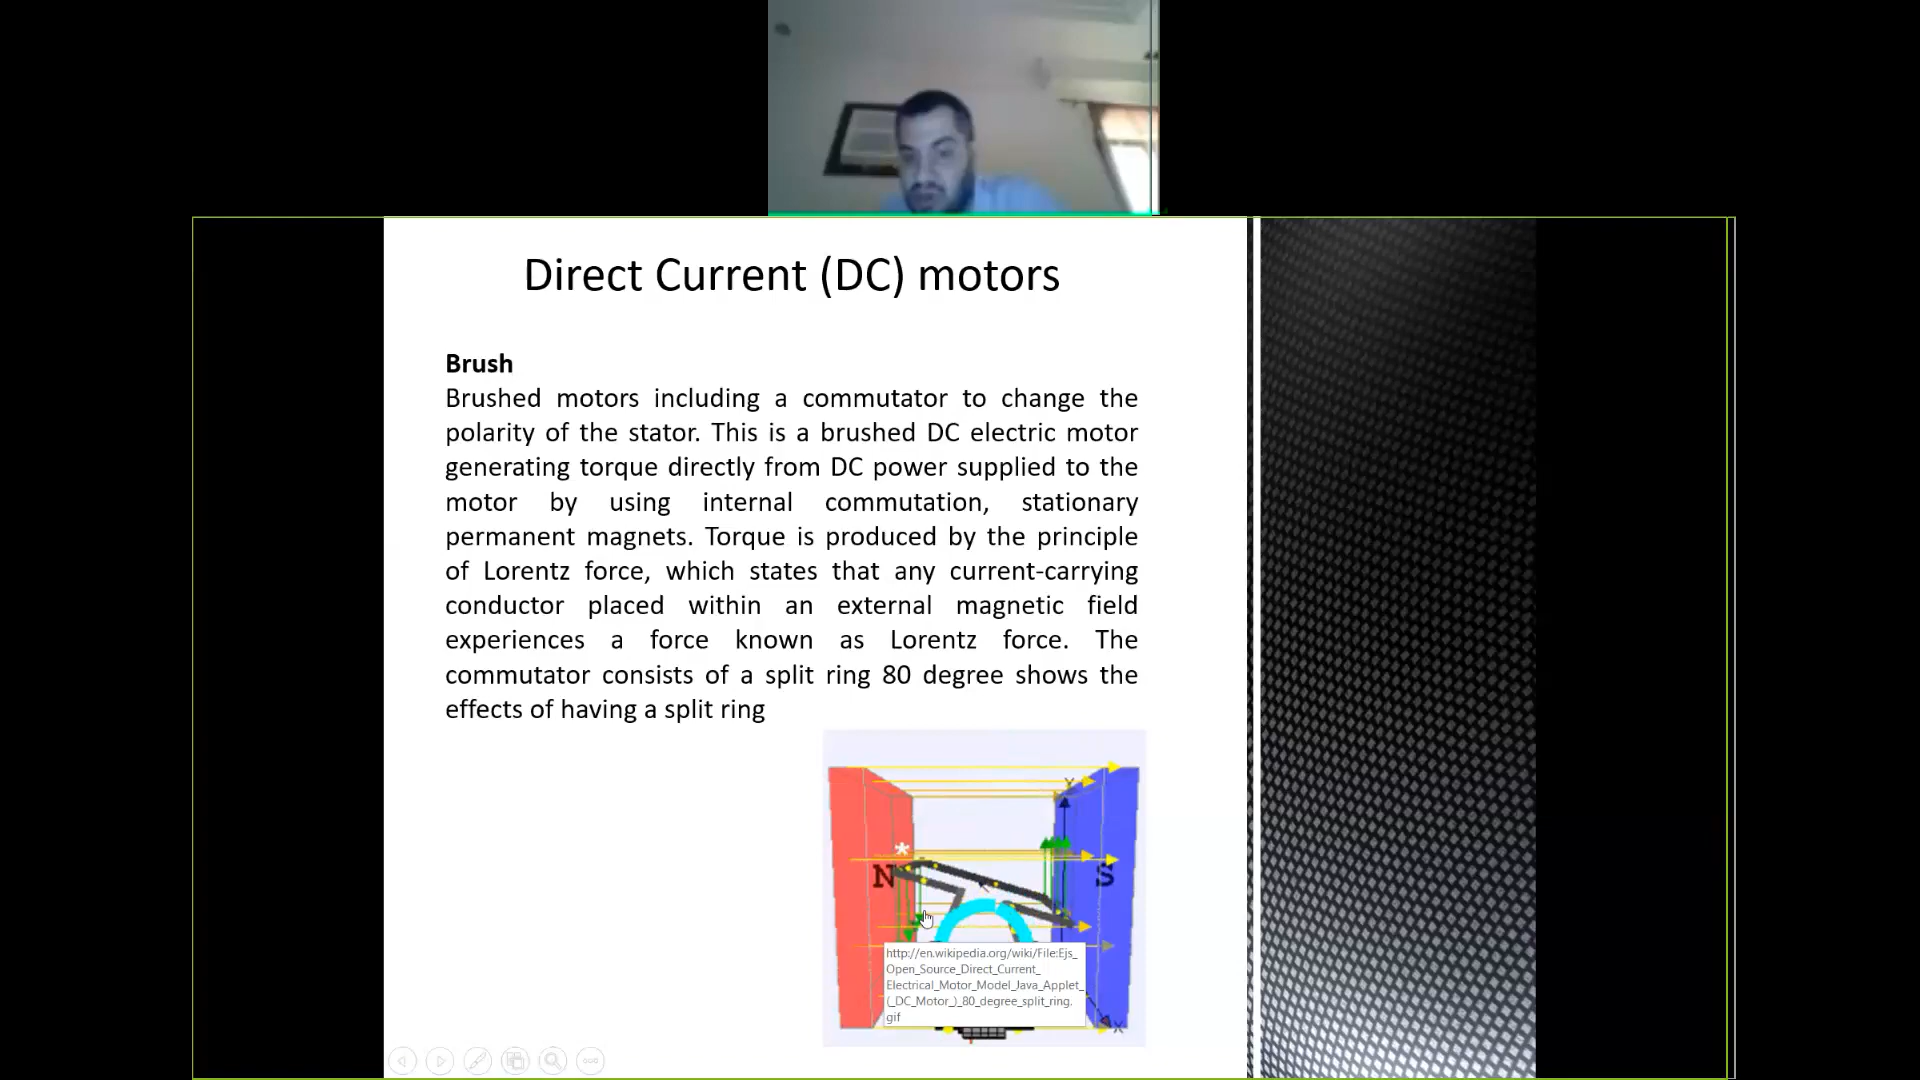 Direct Current (DC) motors
Brush
Brushed motors including a commutator to change the
polarity of the stator. This is a brushed DC electric motor
generating torque directly from DC power supplied to the
motor by using internal commutation, stationary
permanent magnets. Torque is produced by the principle
of Lorentz force, which states that any current-carrying
conductor placed within an external magnetic field
experiences a force known as Lorentz force. The
commutator consists of a split ring 80 degree shows the
effects of having a split ring
Y
N
S
http://en.wikipedia.org/wiki/File:Ejs_
Open_Source_Direct_Current_
Electrical_Motor_Model_Java_Applet_
(_DC_Motor_)_80_degree_split_ring.
gif
X